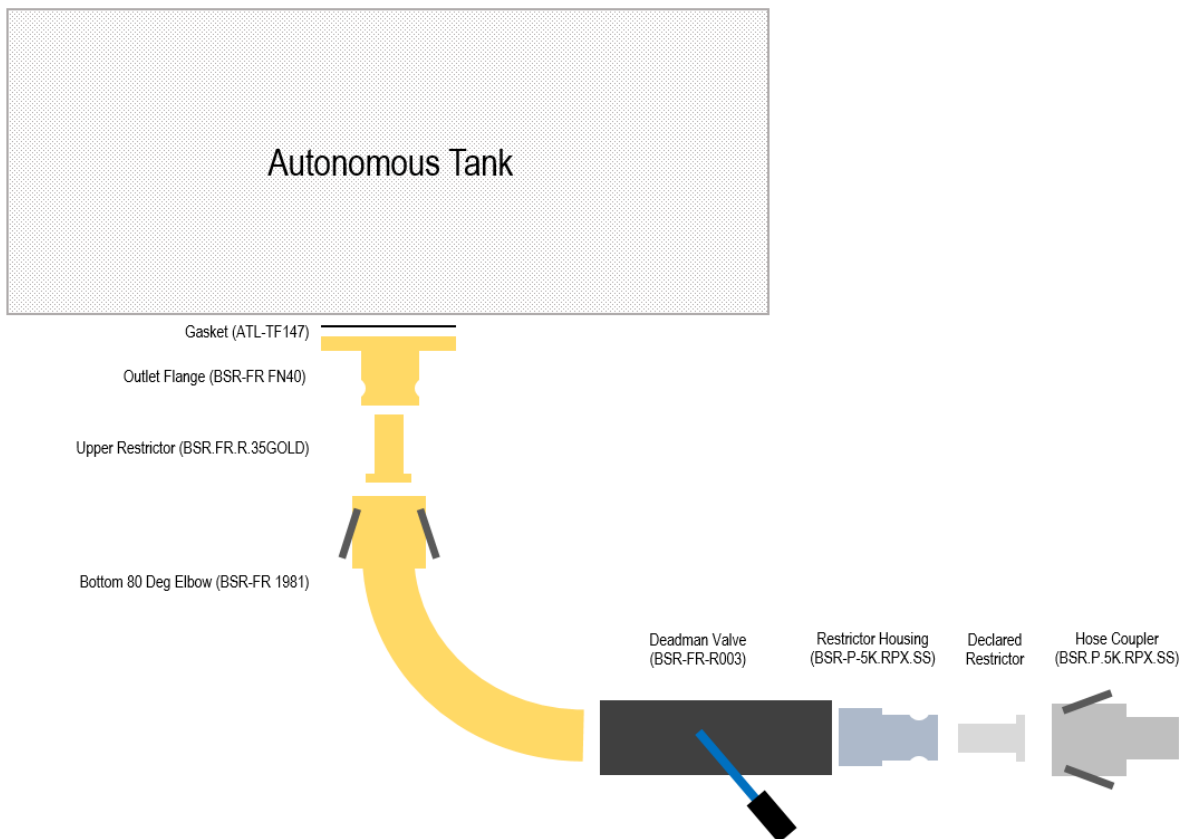 Autonomous Tank
Gasket (ATL-TF147)
Outlet Flange (BSR-FR FN40)
Upper Restrictor (BSR.FR.R.35GOLD)
Bottom 80 Deg Elbow (BSR-FR 1981)
Deadman Valve
(BSR-FR-R003)
Restrictor Housing
(BSR-P-5K.RPX.SS)
Declared
Restrictor
Hose Coupler
(BSR.P.5K.RPX.SS)